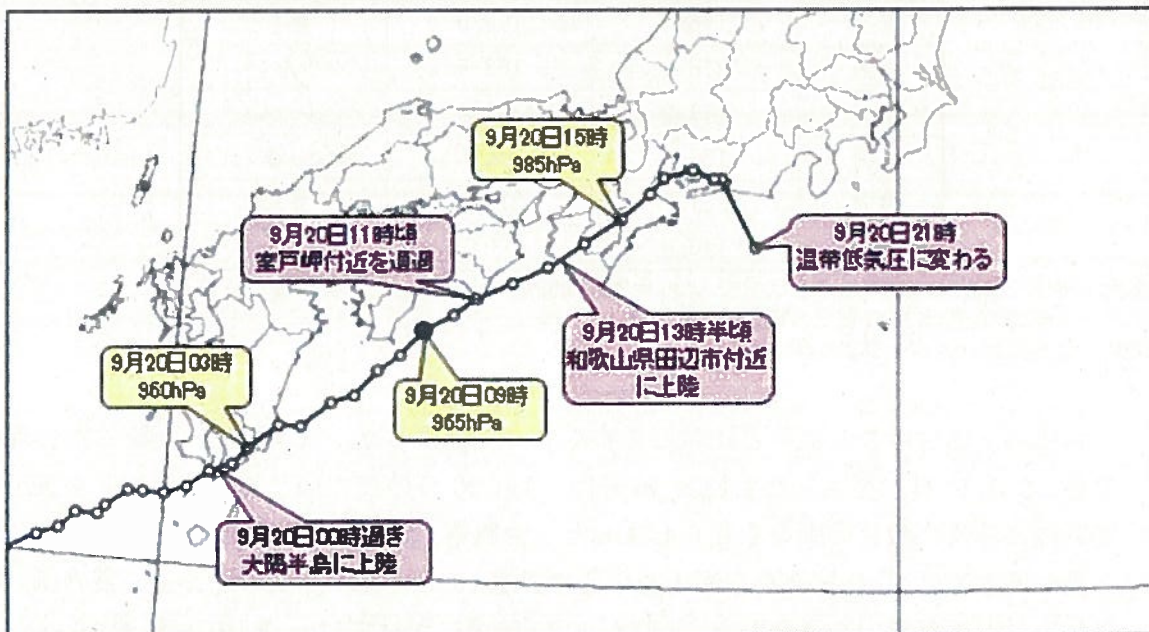 9月20日15時
985hPa
9月20日11時頃
室戸岬付近を通過
9月20日21時
温帯低気圧に変わる
9月20日13時半頃
和歌山県田辺市付近
に上陸
9月20日03時
960hPa
9月20日09時
965hPa
9月20日00時過ぎ
大隅半島に上陸